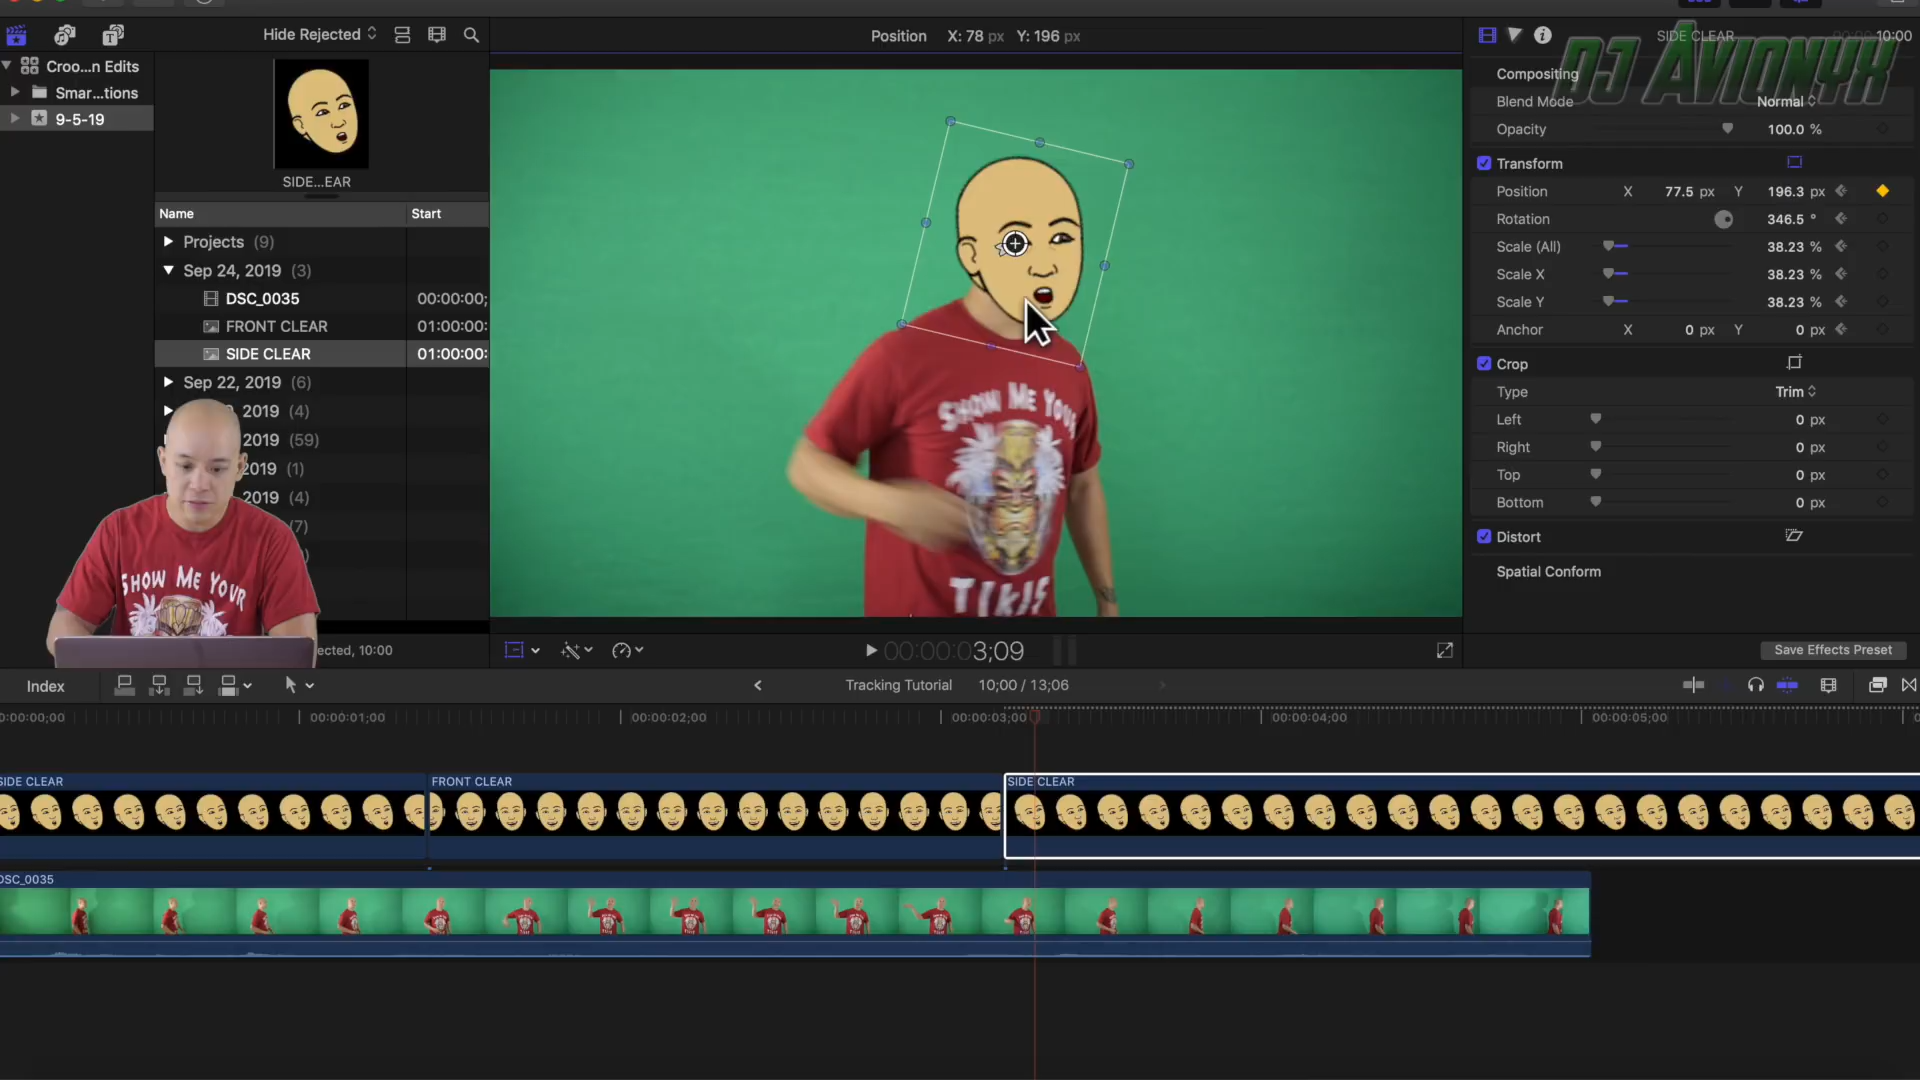 Hide Rejected
Position X: 78 px Y: 196 px
SIDE CLEAR 10:00
DJ AVIONYX
Croo...n Edits
Smar...tions
9-5-19
SIDE...EAR
Name Start
Projects (9)
Sep 24, 2019 (3)
DSC_0035 00:00:00;
FRONT CLEAR 01:00:00:
SIDE CLEAR 01:00:00:
Sep 22, 2019 (6)
2019 (4)
2019 (59)
2019 (1)
2019 (4)
(7)
ected, 10:00
SHOW ME YOUR
SHOW ME YOU
TIKIS
Compositing
Blend Mode Normal
Opacity 100.0 %
Transform
Position X 77.5 px Y 196.3 px
Rotation 346.5 °
Scale (All) 38.23 %
Scale X 38.23 %
Scale Y 38.23 %
Anchor X 0 px Y 0 px
Crop
Type Trim
Left 0 px
Right 0 px
Top 0 px
Bottom 0 px
Distort
Spatial Conform
Save Effects Preset
00:00:03;09
Index
Tracking Tutorial 10;00 / 13;06
0:00:00;00 00:00:01;00 00:00:02;00 00:00:03;00 00:00:04;00 00:00:05;00
SIDE CLEAR FRONT CLEAR SIDE CLEAR
DSC_0035